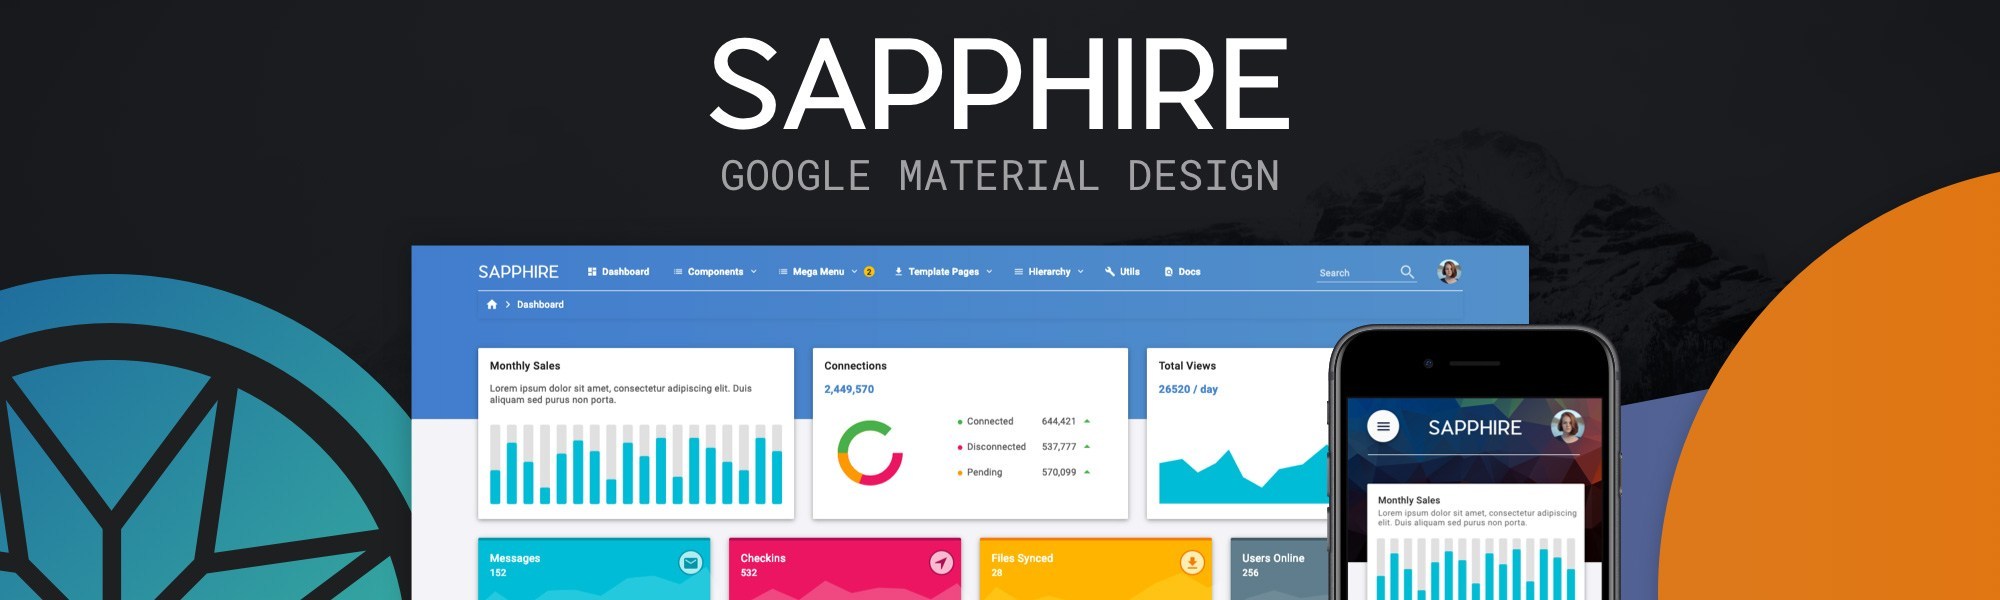 SAPPHIRE
GOOGLE MATERIAL DESIGN
SAPPHIRE Dashboard Components Mega Menu 2 Template Pages Hierarchy Utils Docs Search
Dashboard
Monthly Sales
Lorem ipsum dolor sit amet, consectetur adipiscing elit. Duis
aliquam sed purus non porta.
Connections
2,449,570
Connected 644,421
Disconnected 537,777
Pending 570,099
Total Views
26520 / day
Messages
152
Checkins
532
Files Synced
28
Users Online
256
SAPPHIRE
Monthly Sales
Lorem ipsum dolor sit amet, consectetur adipiscing
elit. Duis aliquam sed purus non porta.